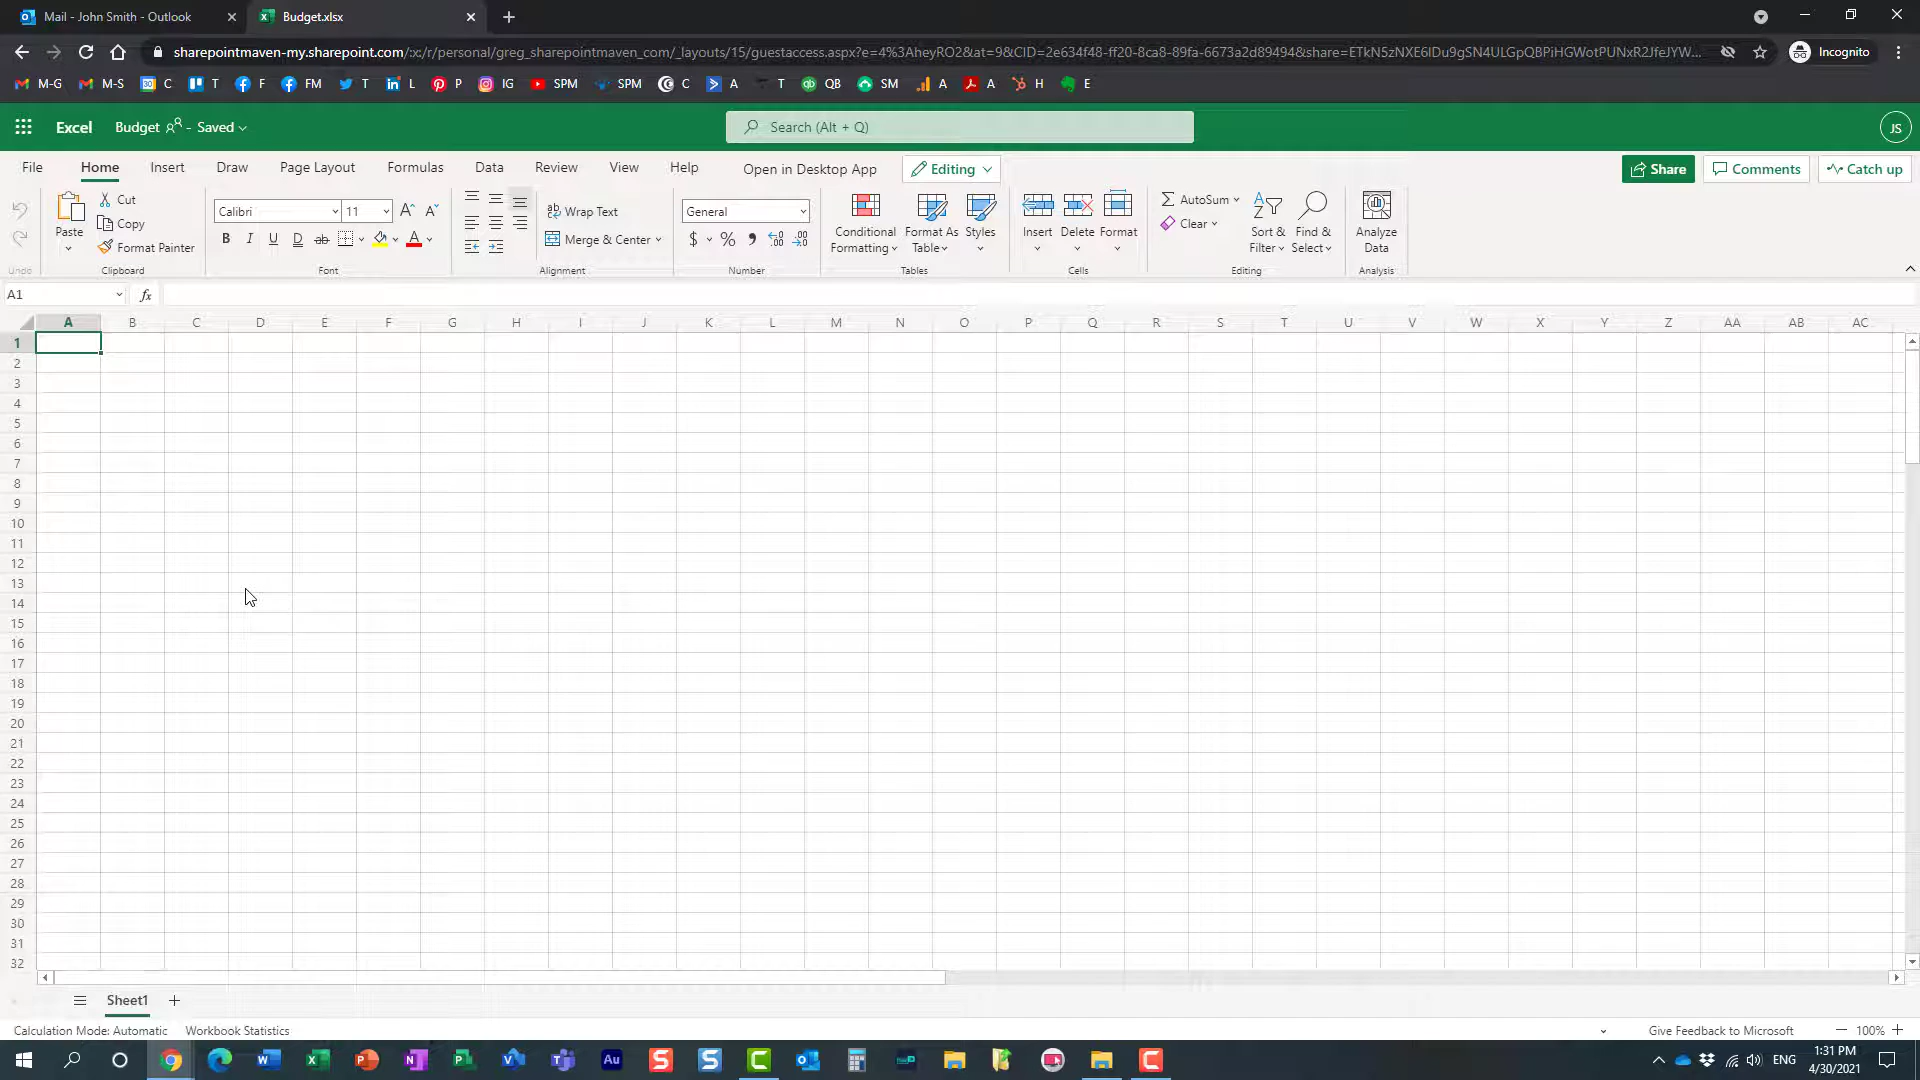 Mail - John Smith - Outlook
Budget.xlsx
sharepointmaven-my.sharepoint.com/:x:/r/personal/greg_sharepointmaven_com/_layouts/15/guestaccess.aspx?e=4%3AheyRO2&at=9&CID=2e634f48-ff20-8ca8-89fa-6673a2d89494&share=ETkN5zNXE6lDu9gSN4ULGpQBPiHGWotPUNxR2JfeJYW... Incognito
M-G M-S C T F FM T L P IG SPM SPM C A T QB SM A A H E
Excel Budget - Saved Search (Alt + Q) JS
File Home Insert Draw Page Layout Formulas Data Review View Help Open in Desktop App Editing Share Comments Catch up
Paste Cut Copy Format Painter
Calibri 11
B I U D ab A
Wrap Text
Merge & Center
General
$ % 9 .00 .00
Conditional Formatting Format As Table Styles
Insert Delete Format
AutoSum
Clear
Sort & Filter Find & Select
Analyze Data
Undo Clipboard Font Alignment Number Tables Cells Editing Analysis
A1 fx
A B C D E F G H I J K L M N O P Q R S T U V W X Y Z AA AB AC
1
2
3
4
5
6
7
8
9
10
11
12
13
14
15
16
17
18
19
20
21
22
23
24
25
26
27
28
29
30
31
32
Sheet1
Calculation Mode: Automatic Workbook Statistics Give Feedback to Microsoft 100%
Au ENG 1:31 PM
4/30/2021